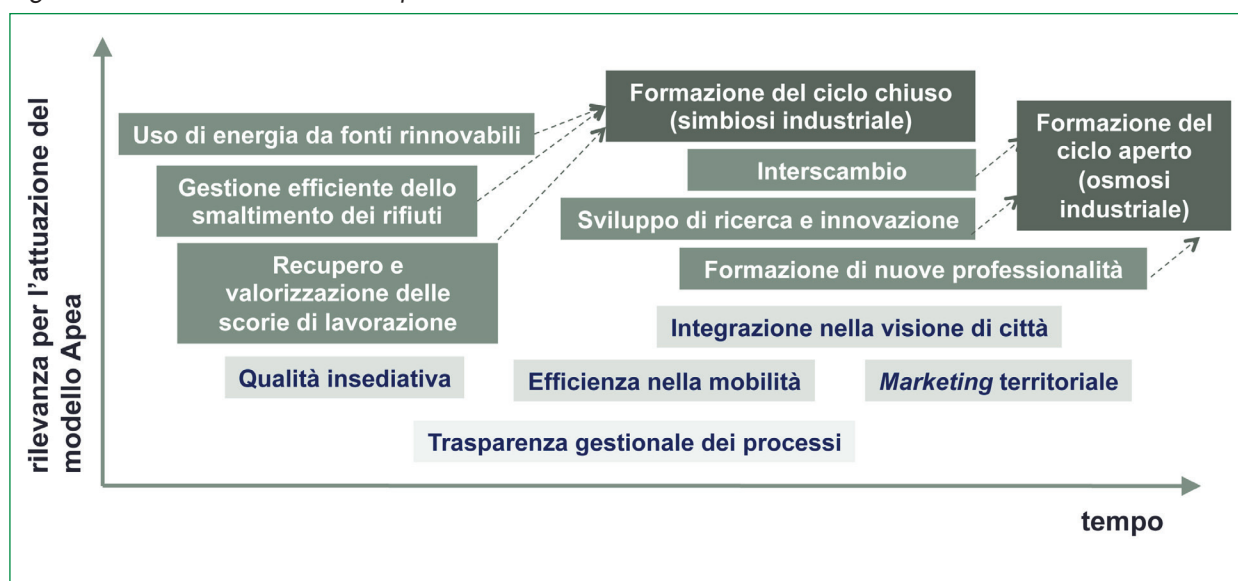 rilevanza per l'attuazione del
modello Apea
Uso di energia da fonti rinnovabili
Gestione efficiente dello
smaltimento dei rifiuti
Recupero e
valorizzazione delle
scorie di lavorazione
Formazione del ciclo chiuso
(simbiosi industriale)
Interscambio
Sviluppo di ricerca e innovazione
Formazione di nuove professionalità
Formazione del
ciclo aperto
(osmosi
industriale)
Integrazione nella visione di città
Qualità insediativa
Efficienza nella mobilità
Marketing territoriale
Trasparenza gestionale dei processi
tempo